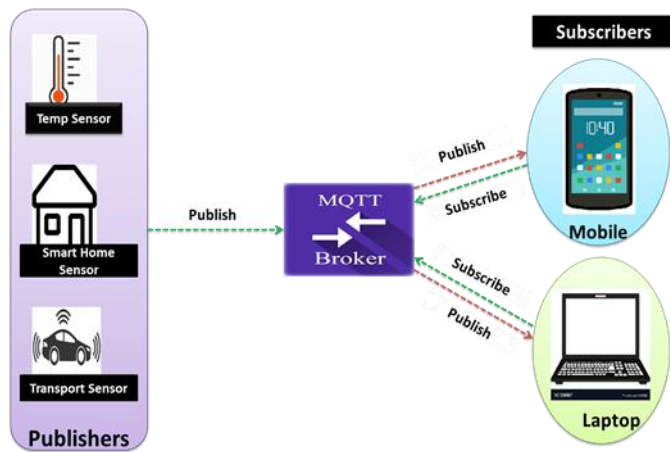 Subscribers
Temp Sensor
10:40
Publish
Subscribe
Mobile
Smart Home
Sensor
Publish
MQTT
Broker
Subscribe
Publish
Transport Sensor
Publishers
Laptop